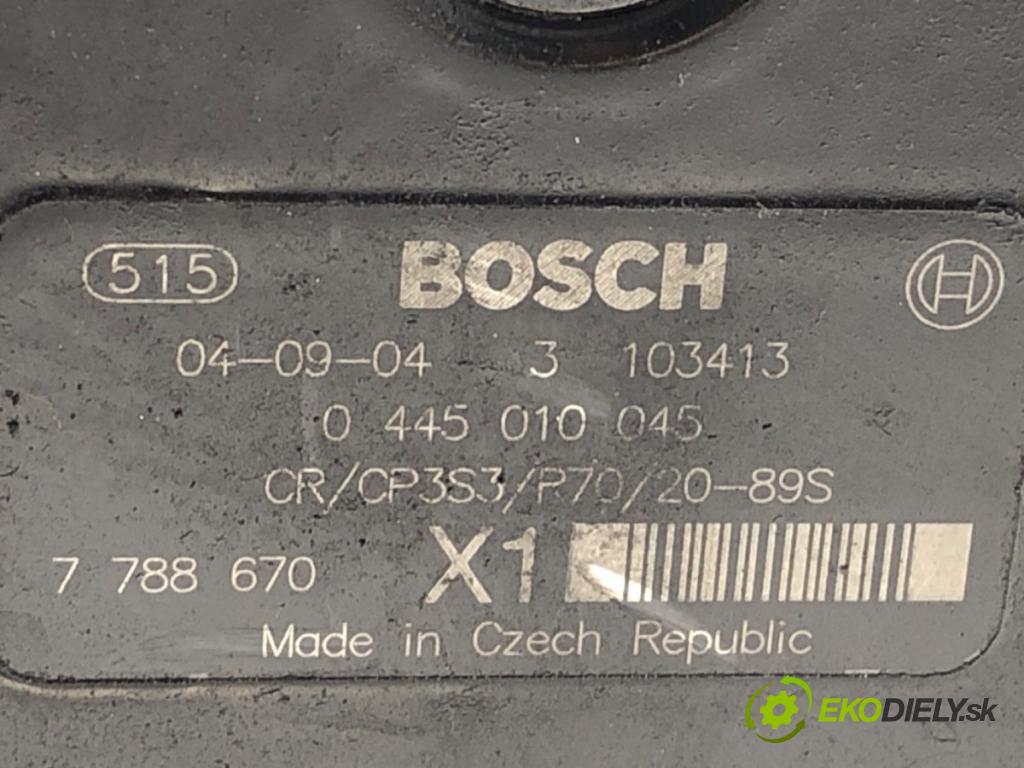 515 BOSCH
04-09-04 3 103413
0 445 010 045
CR/CP3S3/P70/20-89S
7 788 670 X1
Made in Czech Republic
EKODIELY.sk